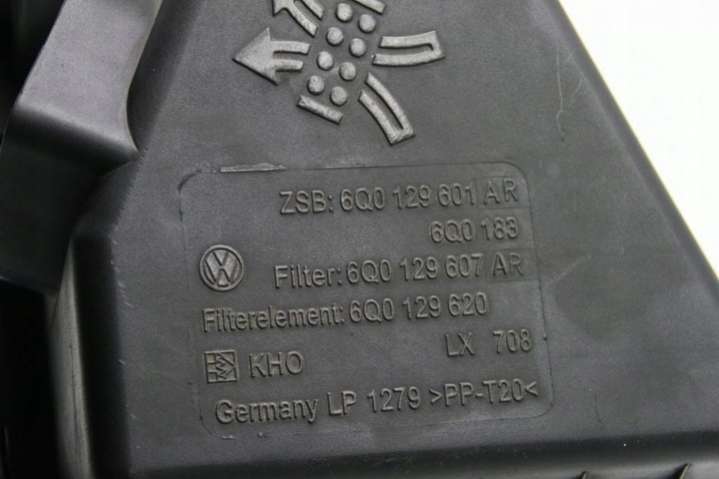 ZSB: 6Q0 129 601 AR
6Q0 183
Filter: 6Q0 129 607 AR
Filterelement: 6Q0 129 620
LX 708
KHO
Germany LP 1279 >PP-T20<